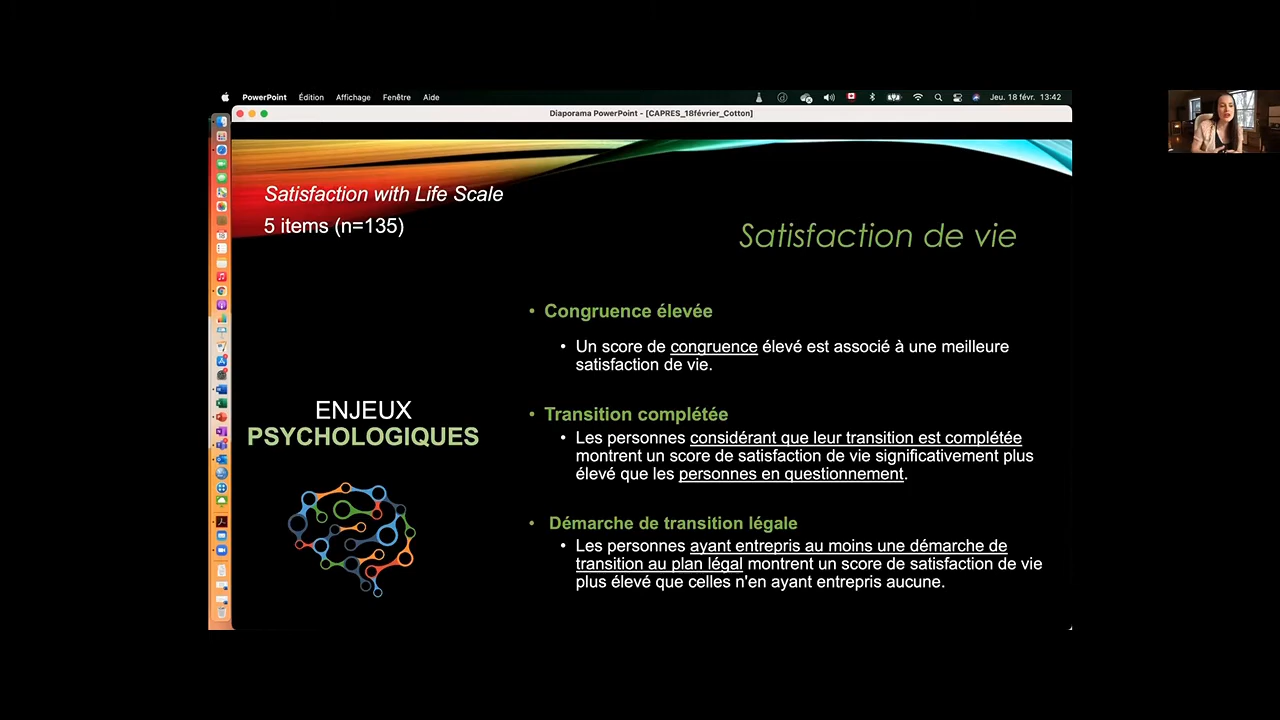 PowerPoint Édition Affichage Fenêtre Aide Jeu. 18 févr. 13:42
Diaporama PowerPoint - [CAPRES_18février_Cotton]
Satisfaction with Life Scale
5 items (n=135)
Satisfaction de vie
• Congruence élevée
• Un score de congruence élevé est associé à une meilleure
satisfaction de vie.
ENJEUX
PSYCHOLOGIQUES
• Transition complétée
• Les personnes considérant que leur transition est complétée
montrent un score de satisfaction de vie significativement plus
élevé que les personnes en questionnement.
• Démarche de transition légale
• Les personnes ayant entrepris au moins une démarche de
transition au plan légal montrent un score de satisfaction de vie
plus élevé que celles n'en ayant entrepris aucune.